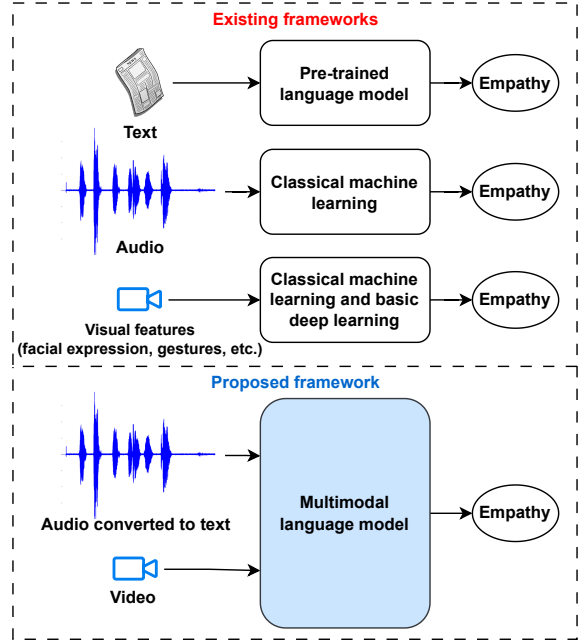 Existing frameworks
Pre-trained
language model
Empathy
Text
Classical machine
learning
Empathy
Audio
Classical machine
learning and basic
deep learning
Empathy
Visual features
(facial expression, gestures, etc.)
Proposed framework
Audio converted to text
Multimodal
language model
Empathy
Video